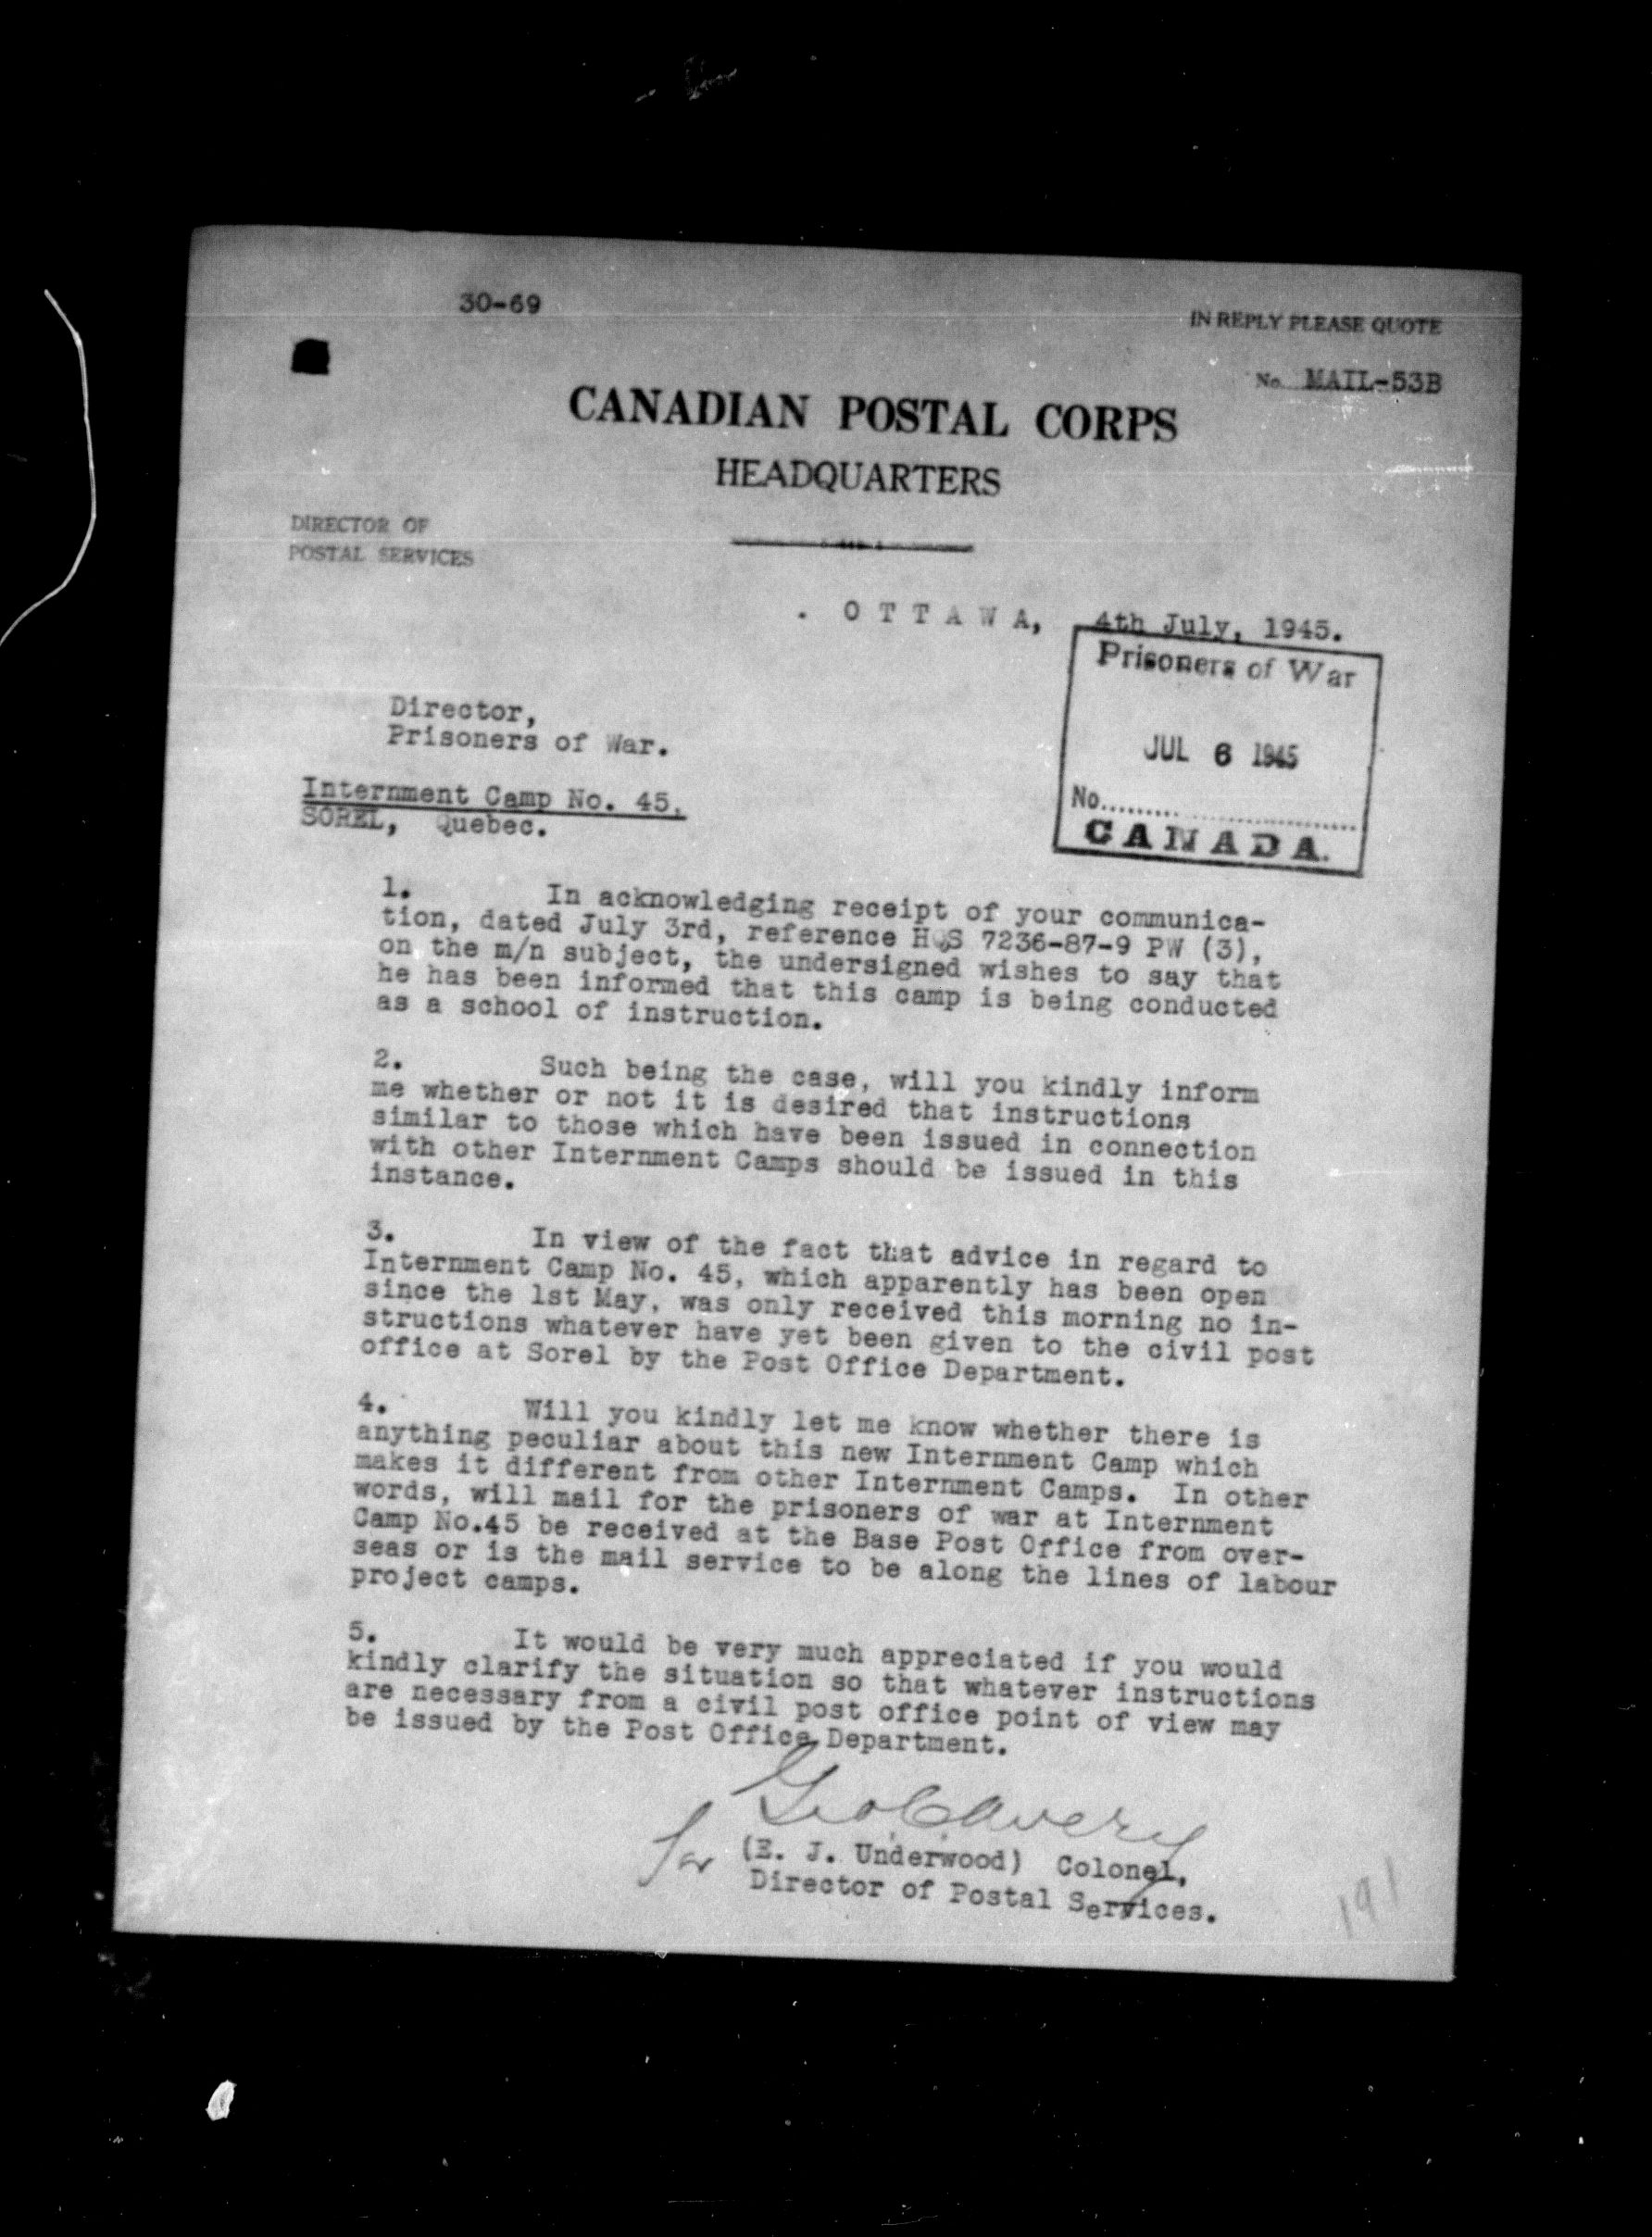 30-69
IN REPLY PLEASE QUOTE
No. MAIL-53B
CANADIAN POSTAL CORPS
HEADQUARTERS
DIRECTOR OF
POSTAL SERVICES
. O T T A W A, 4th July, 1945.
Prisoners of War
JUL 6 1945
No.
CANADA.
Director,
Prisoners of War.
Internment Camp No. 45,
SOREL, Quebec.
1. In acknowledging receipt of your communica-
tion, dated July 3rd, reference HQS 7236-87-9 PW (3),
on the m/n subject, the undersigned wishes to say that
he has been informed that this camp is being conducted
as a school of instruction.
2. Such being the case, will you kindly inform
me whether or not it is desired that instructions
similar to those which have been issued in connection
with other Internment Camps should be issued in this
instance.
3. In view of the fact that advice in regard to
Internment Camp No. 45, which apparently has been open
since the 1st May, was only received this morning no in-
structions whatever have yet been given to the civil post
office at Sorel by the Post Office Department.
4. Will you kindly let me know whether there is
anything peculiar about this new Internment Camp which
makes it different from other Internment Camps. In other
words, will mail for the prisoners of war at Internment
Camp No.45 be received at the Base Post Office from over-
seas or is the mail service to be along the lines of labour
project camps.
5. It would be very much appreciated if you would
kindly clarify the situation so that whatever instructions
are necessary from a civil post office point of view may
be issued by the Post Office Department.
Geo C Avery
for (E. J. Underwood) Colonel,
Director of Postal Services.
191